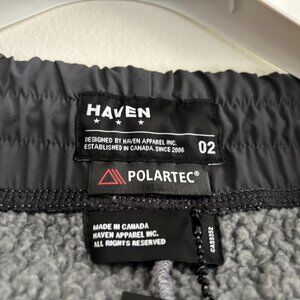 HAVEN
DESIGNED BY HAVEN APPAREL INC.
ESTABLISHED IN CANADA, SINCE 2006
02
POLARTEC®
MADE IN CANADA
HAVEN APPAREL INC.
ALL RIGHTS RESERVED
CA53352